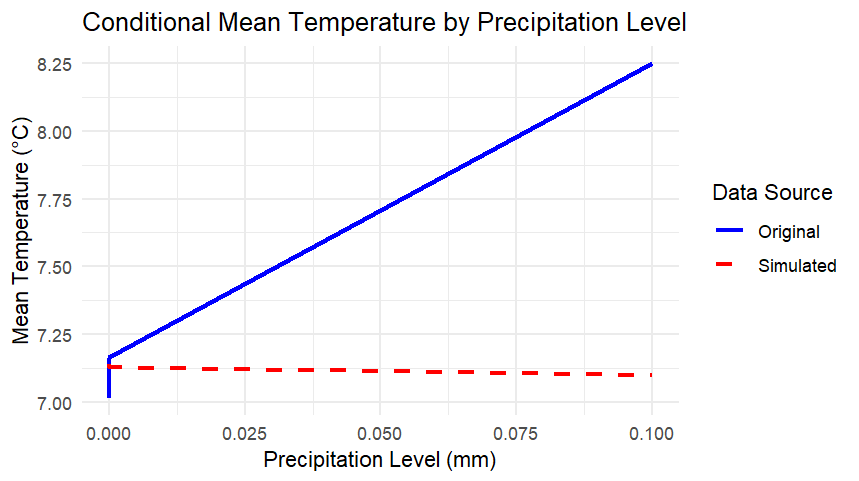 Conditional Mean Temperature by Precipitation Level
Mean Temperature (°C)
8.25
8.00
7.75
7.50
7.25
7.00
0.000 0.025 0.050 0.075 0.100
Precipitation Level (mm)
Data Source
Original
Simulated